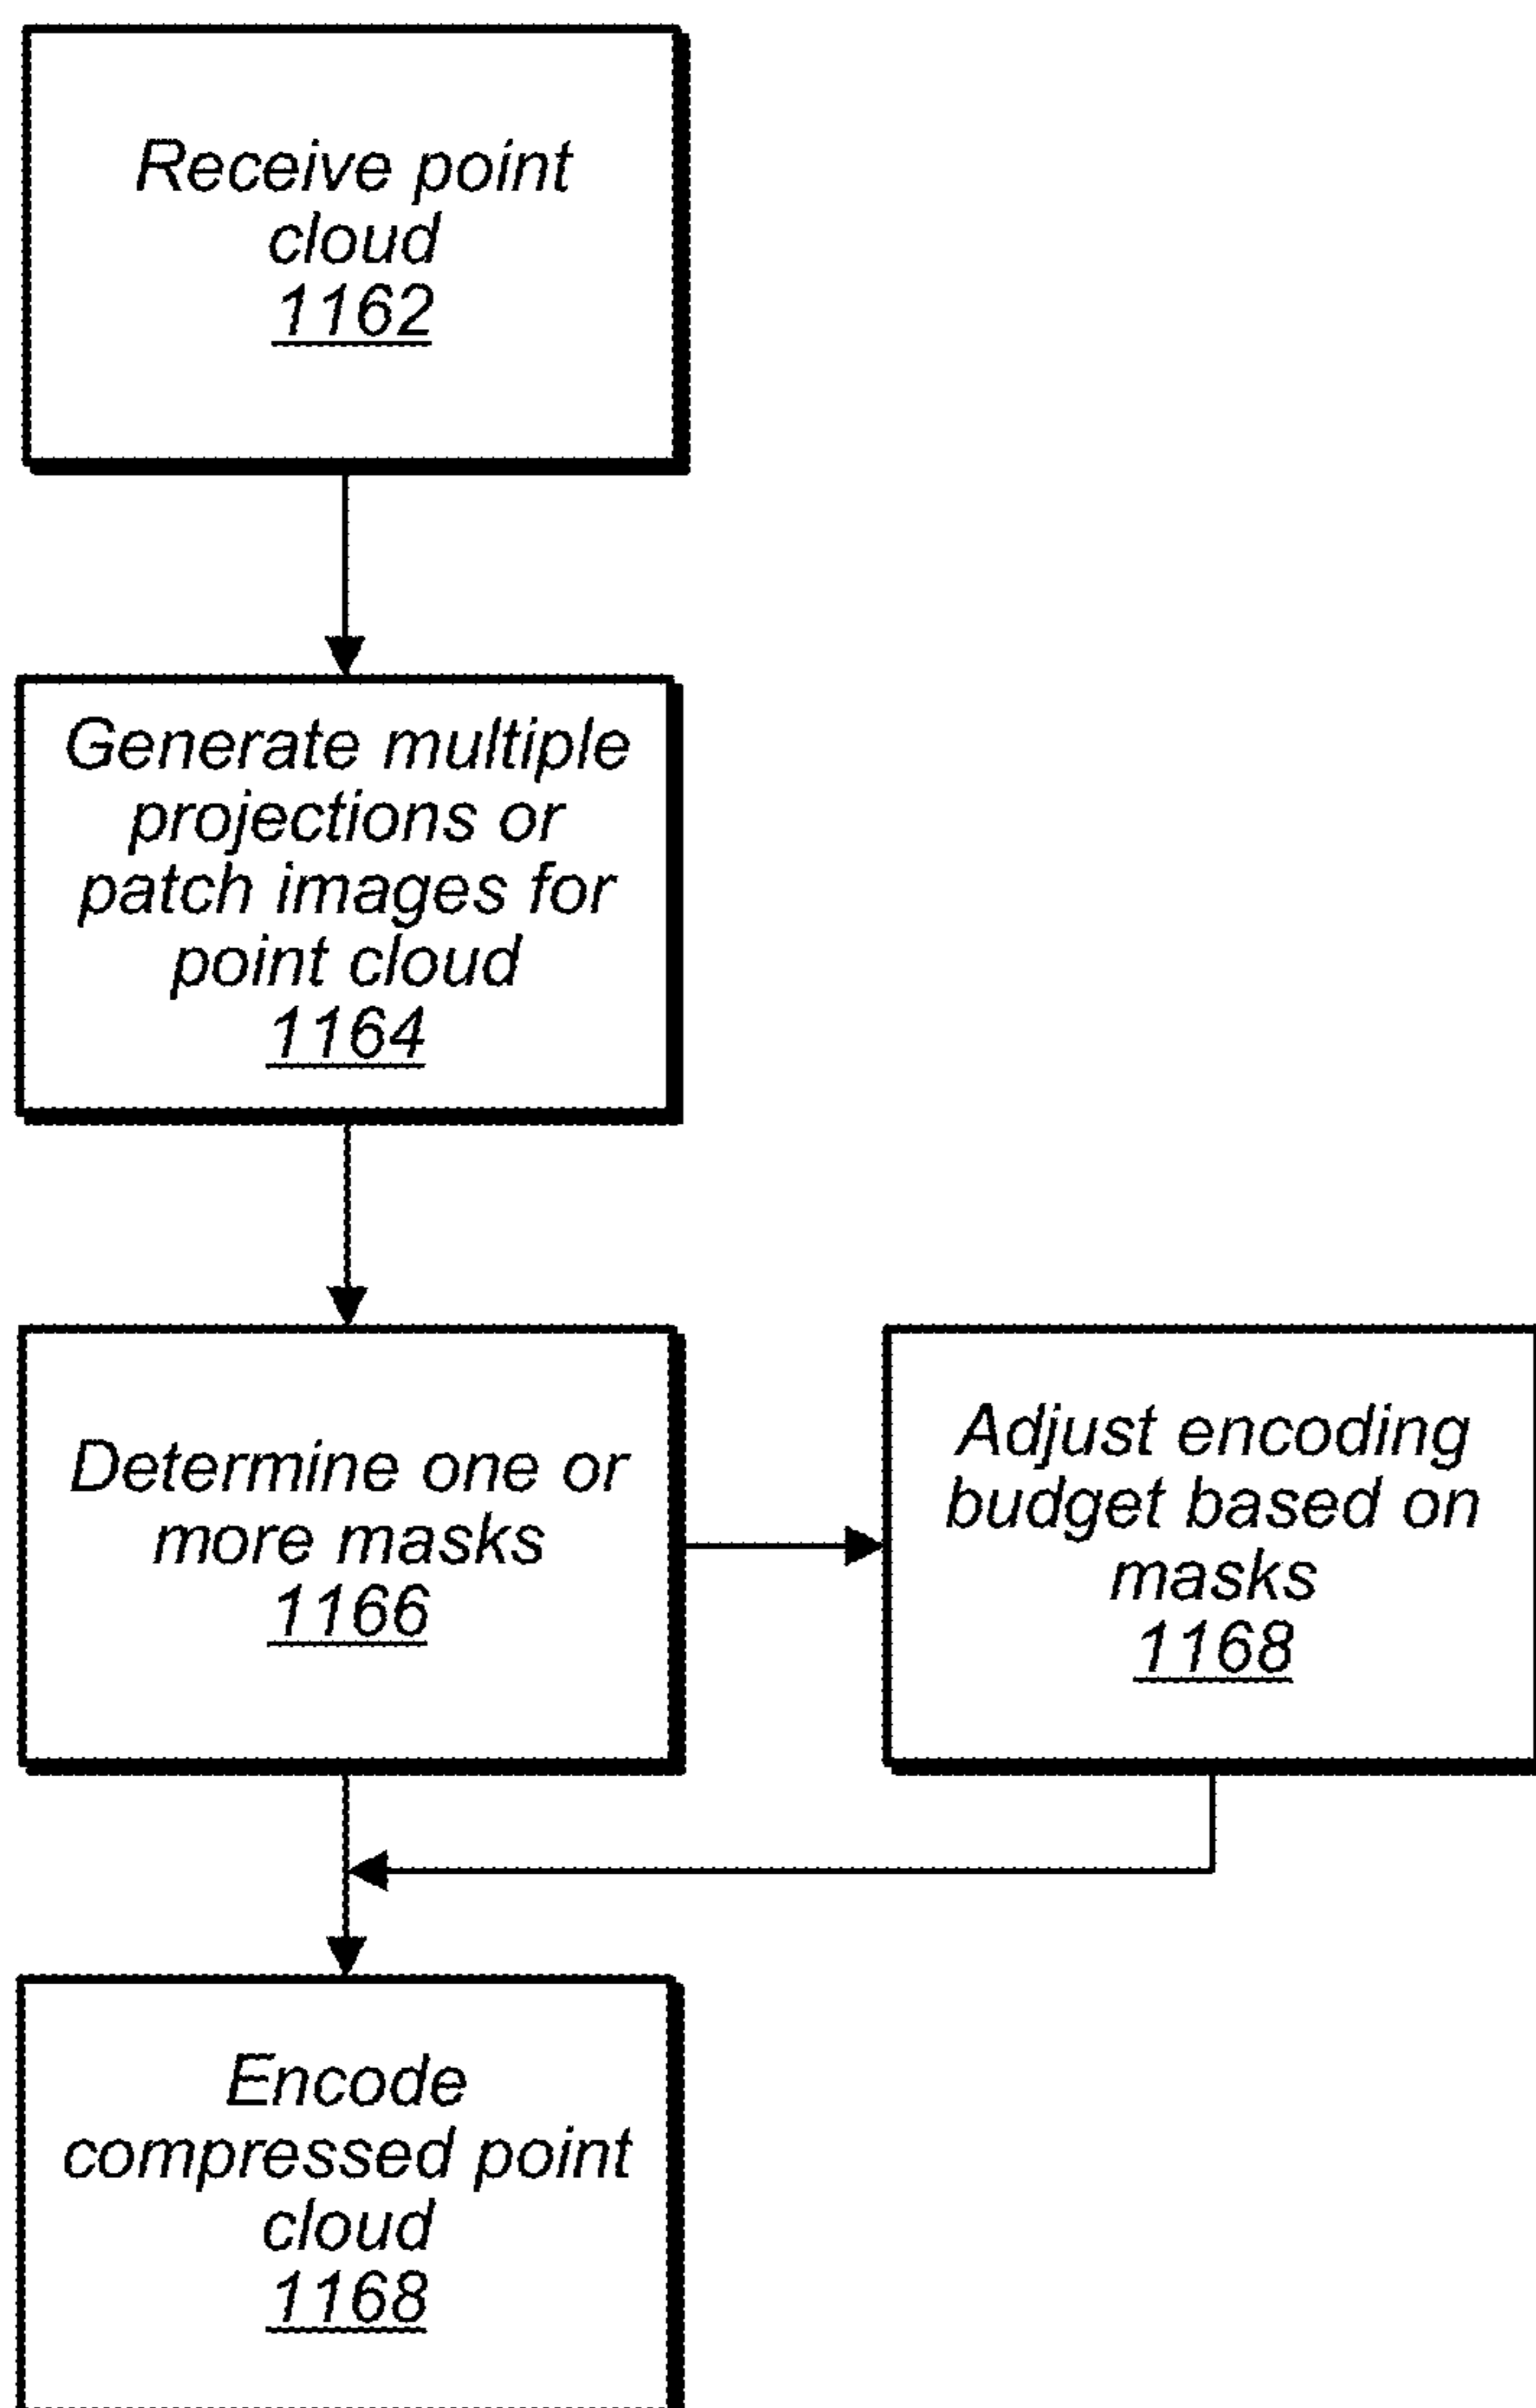 Receive point
cloud
1162
Generate multiple
projections or
patch images for
point cloud
1164
Determine one or
more masks
1166
Adjust encoding
budget based on
masks
1168
Encode
compressed point
cloud
1168